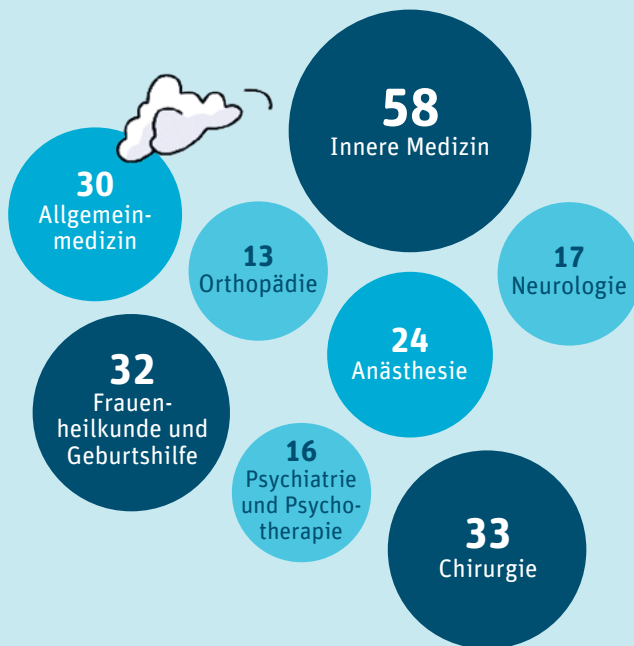 58
Innere Medizin
30
Allgemein-
medizin
13
Orthopädie
17
Neurologie
24
Anästhesie
32
Frauen-
heilkunde und
Geburtshilfe
16
Psychiatrie
und Psycho-
therapie
33
Chirurgie